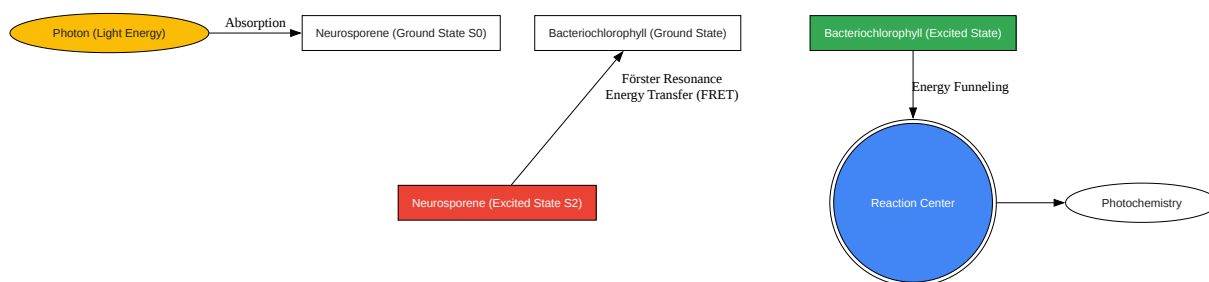 Photon (Light Energy)
Absorption
Neurosporene (Ground State S0)
Bacteriochlorophyll (Ground State)
Bacteriochlorophyll (Excited State)
Förster Resonance
Energy Transfer (FRET)
Energy Funneling
Neurosporene (Excited State S2)
Reaction Center
Photochemistry